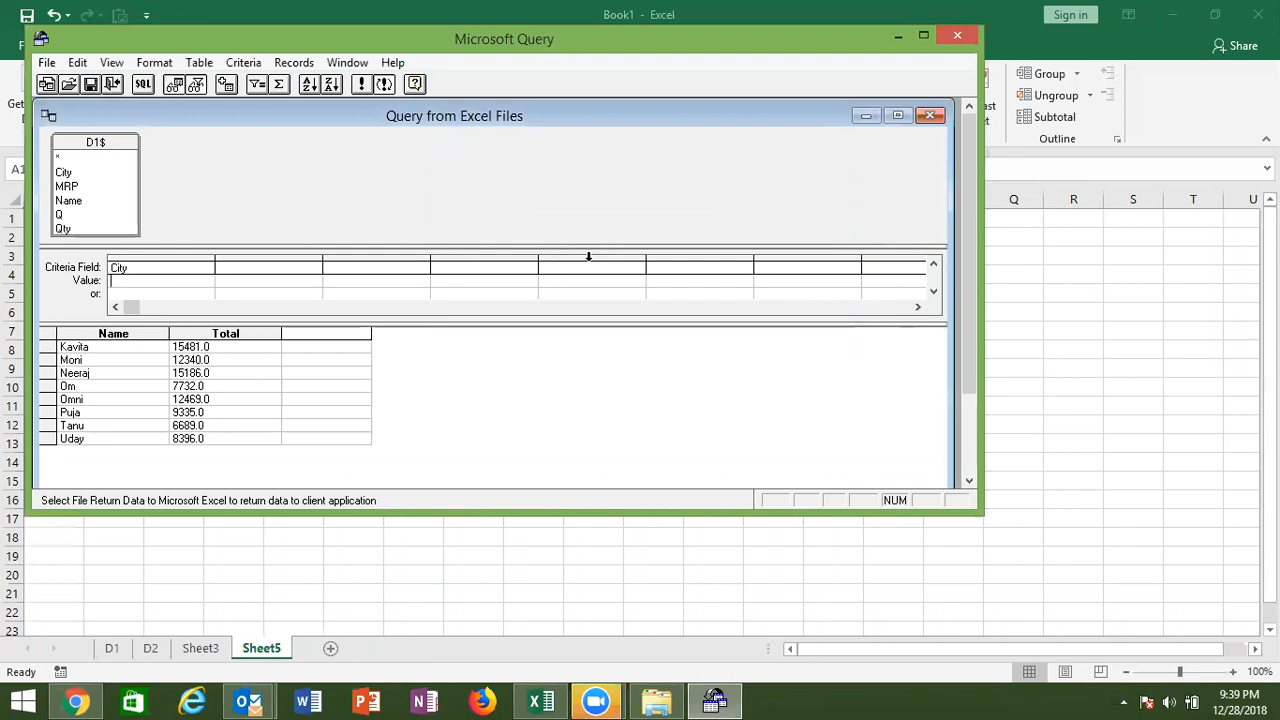 Book1 - Excel
Sign in
Microsoft Query
Share
File Edit View Format Table Criteria Records Window Help
SQL
Group
Ungroup
Subtotal
Outline
Query from Excel Files
D1$
*
City
MRP
Name
Q
Qty
Criteria Field: City
Value:
or:
Name Total
Kavita 15481.0
Moni 12340.0
Neeraj 15186.0
Om 7732.0
Omni 12469.0
Puja 9335.0
Tanu 6689.0
Uday 8396.0
Select File Return Data to Microsoft Excel to return data to client application
NUM
Q R S T U
1
2
3
4
5
6
7
8
9
10
11
12
13
14
15
16
17
18
19
20
21
22
23
D1 D2 Sheet3 Sheet5
Ready
100%
9:39 PM
12/28/2018